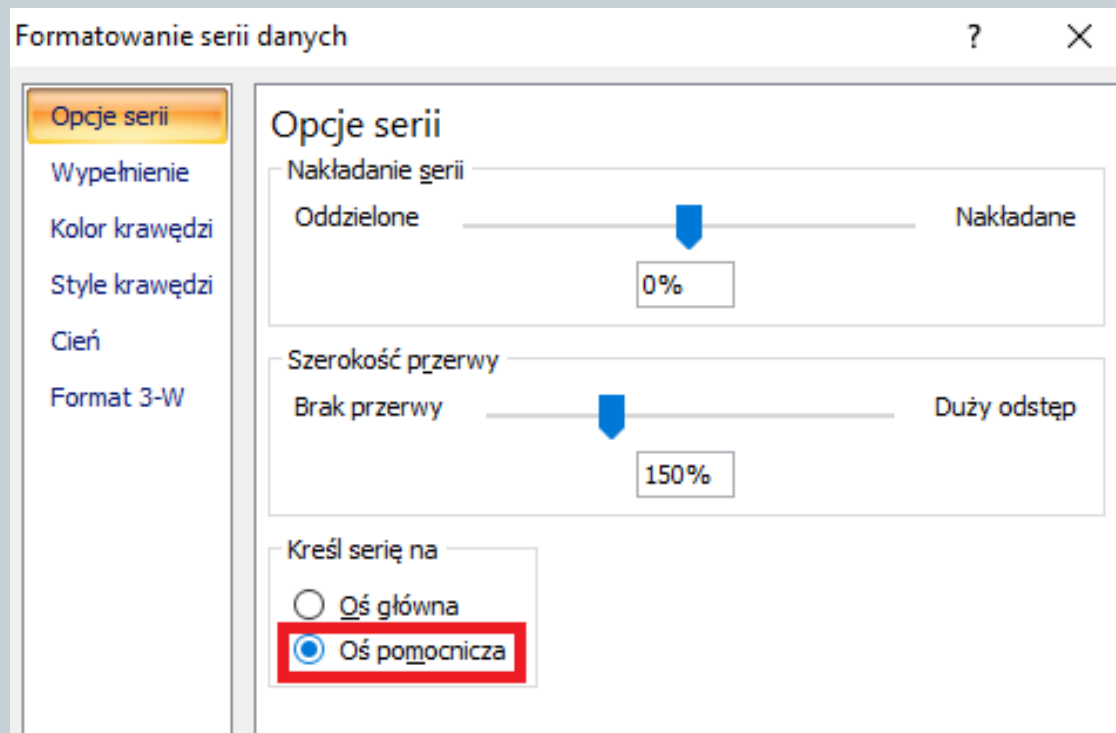 Formatowanie serii danych ?
Opcje serii
Wypełnienie
Kolor krawędzi
Style krawędzi
Cień
Format 3-W
Opcje serii
Nakładanie serii
Oddzielone Nakładane
0%
Szerokość przerwy
Brak przerwy Duży odstęp
150%
Kreśl serię na
Oś główna
Oś pomocnicza